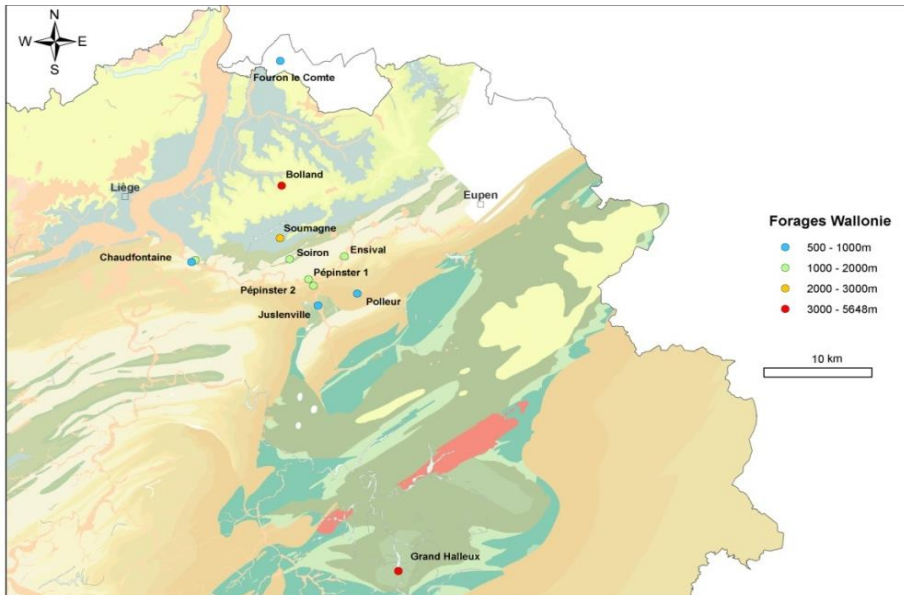 N
W E
S
Fouron le Comte
Bolland
Liège
Eupen
Soumagne
Chaudfontaine
Soiron
Ensival
Pépinster 1
Pépinster 2
Polleur
Juslenville
Grand Halleux
Forages Wallonie
500 - 1000m
1000 - 2000m
2000 - 3000m
3000 - 5648m
10 km